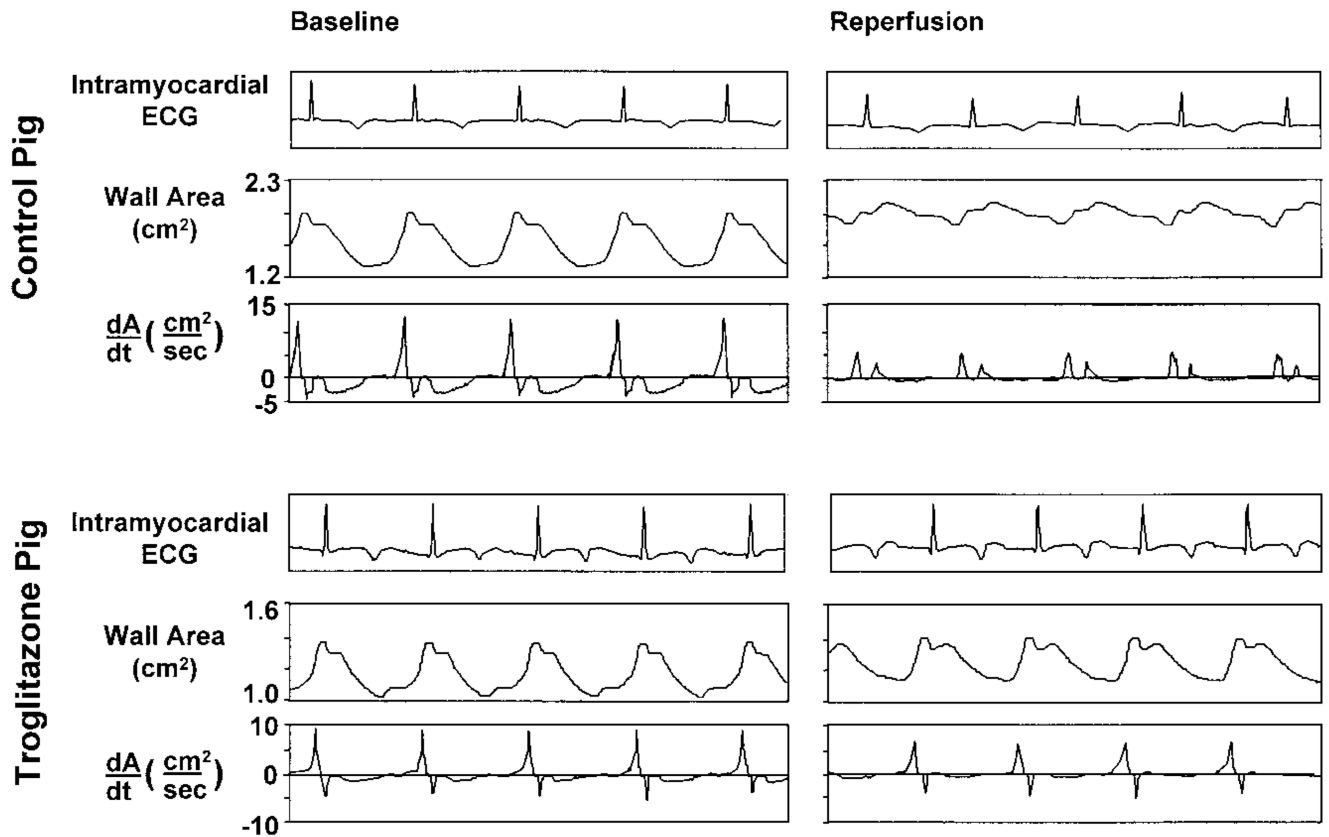 Baseline
Reperfusion
Control Pig
Intramyocardial
ECG
Wall Area
(cm²)
2.3
1.2
dA/dt (cm²/sec)
15
0
-5
Troglitazone Pig
Intramyocardial
ECG
Wall Area
(cm²)
1.6
1.0
dA/dt (cm²/sec)
10
0
-10